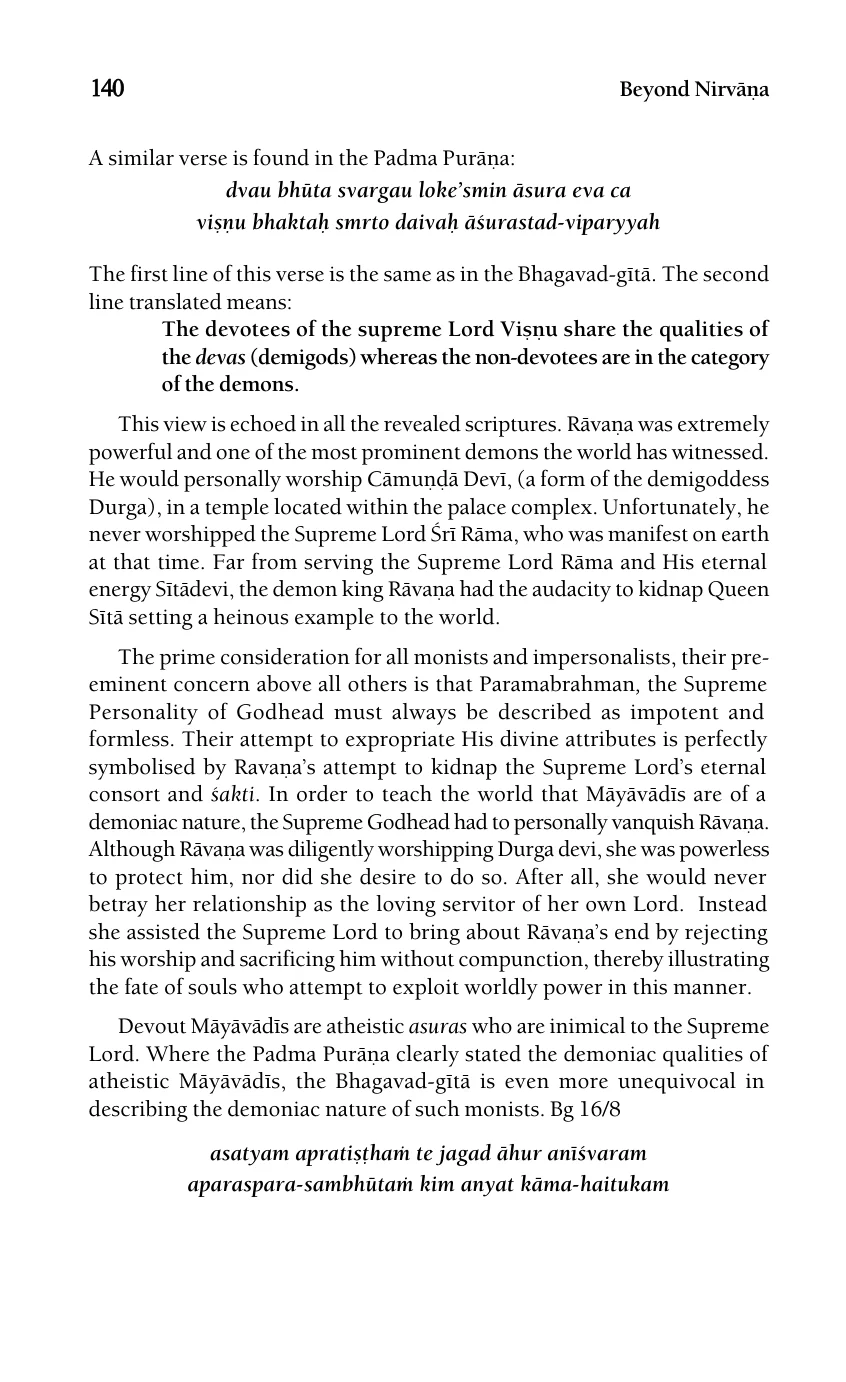 140 Beyond Nirvāṇa
A similar verse is found in the Padma Purāṇa:
dvau bhūta svargau loke’smin āsura eva ca
viṣṇu bhaktaḥ smrto daivaḥ āśurastad-viparyyah
The first line of this verse is the same as in the Bhagavad-gītā. The second
line translated means:
The devotees of the supreme Lord Viṣṇu share the qualities of
the devas (demigods) whereas the non-devotees are in the category
of the demons.
This view is echoed in all the revealed scriptures. Rāvaṇa was extremely
powerful and one of the most prominent demons the world has witnessed.
He would personally worship Cāmuṇḍā Devī, (a form of the demigoddess
Durga), in a temple located within the palace complex. Unfortunately, he
never worshipped the Supreme Lord Śrī Rāma, who was manifest on earth
at that time. Far from serving the Supreme Lord Rāma and His eternal
energy Sītādevi, the demon king Rāvaṇa had the audacity to kidnap Queen
Sītā setting a heinous example to the world.
The prime consideration for all monists and impersonalists, their pre-
eminent concern above all others is that Paramabrahman, the Supreme
Personality of Godhead must always be described as impotent and
formless. Their attempt to expropriate His divine attributes is perfectly
symbolised by Ravaṇa’s attempt to kidnap the Supreme Lord’s eternal
consort and śakti. In order to teach the world that Māyāvādīs are of a
demoniac nature, the Supreme Godhead had to personally vanquish Rāvaṇa.
Although Rāvaṇa was diligently worshipping Durga devi, she was powerless
to protect him, nor did she desire to do so. After all, she would never
betray her relationship as the loving servitor of her own Lord. Instead
she assisted the Supreme Lord to bring about Rāvaṇa’s end by rejecting
his worship and sacrificing him without compunction, thereby illustrating
the fate of souls who attempt to exploit worldly power in this manner.
Devout Māyāvādīs are atheistic asuras who are inimical to the Supreme
Lord. Where the Padma Purāṇa clearly stated the demoniac qualities of
atheistic Māyāvādīs, the Bhagavad-gītā is even more unequivocal in
describing the demoniac nature of such monists. Bg 16/8
asatyam apratiṣṭhaṁ te jagad āhur anīśvaram
aparaspara-sambhūtaṁ kim anyat kāma-haitukam